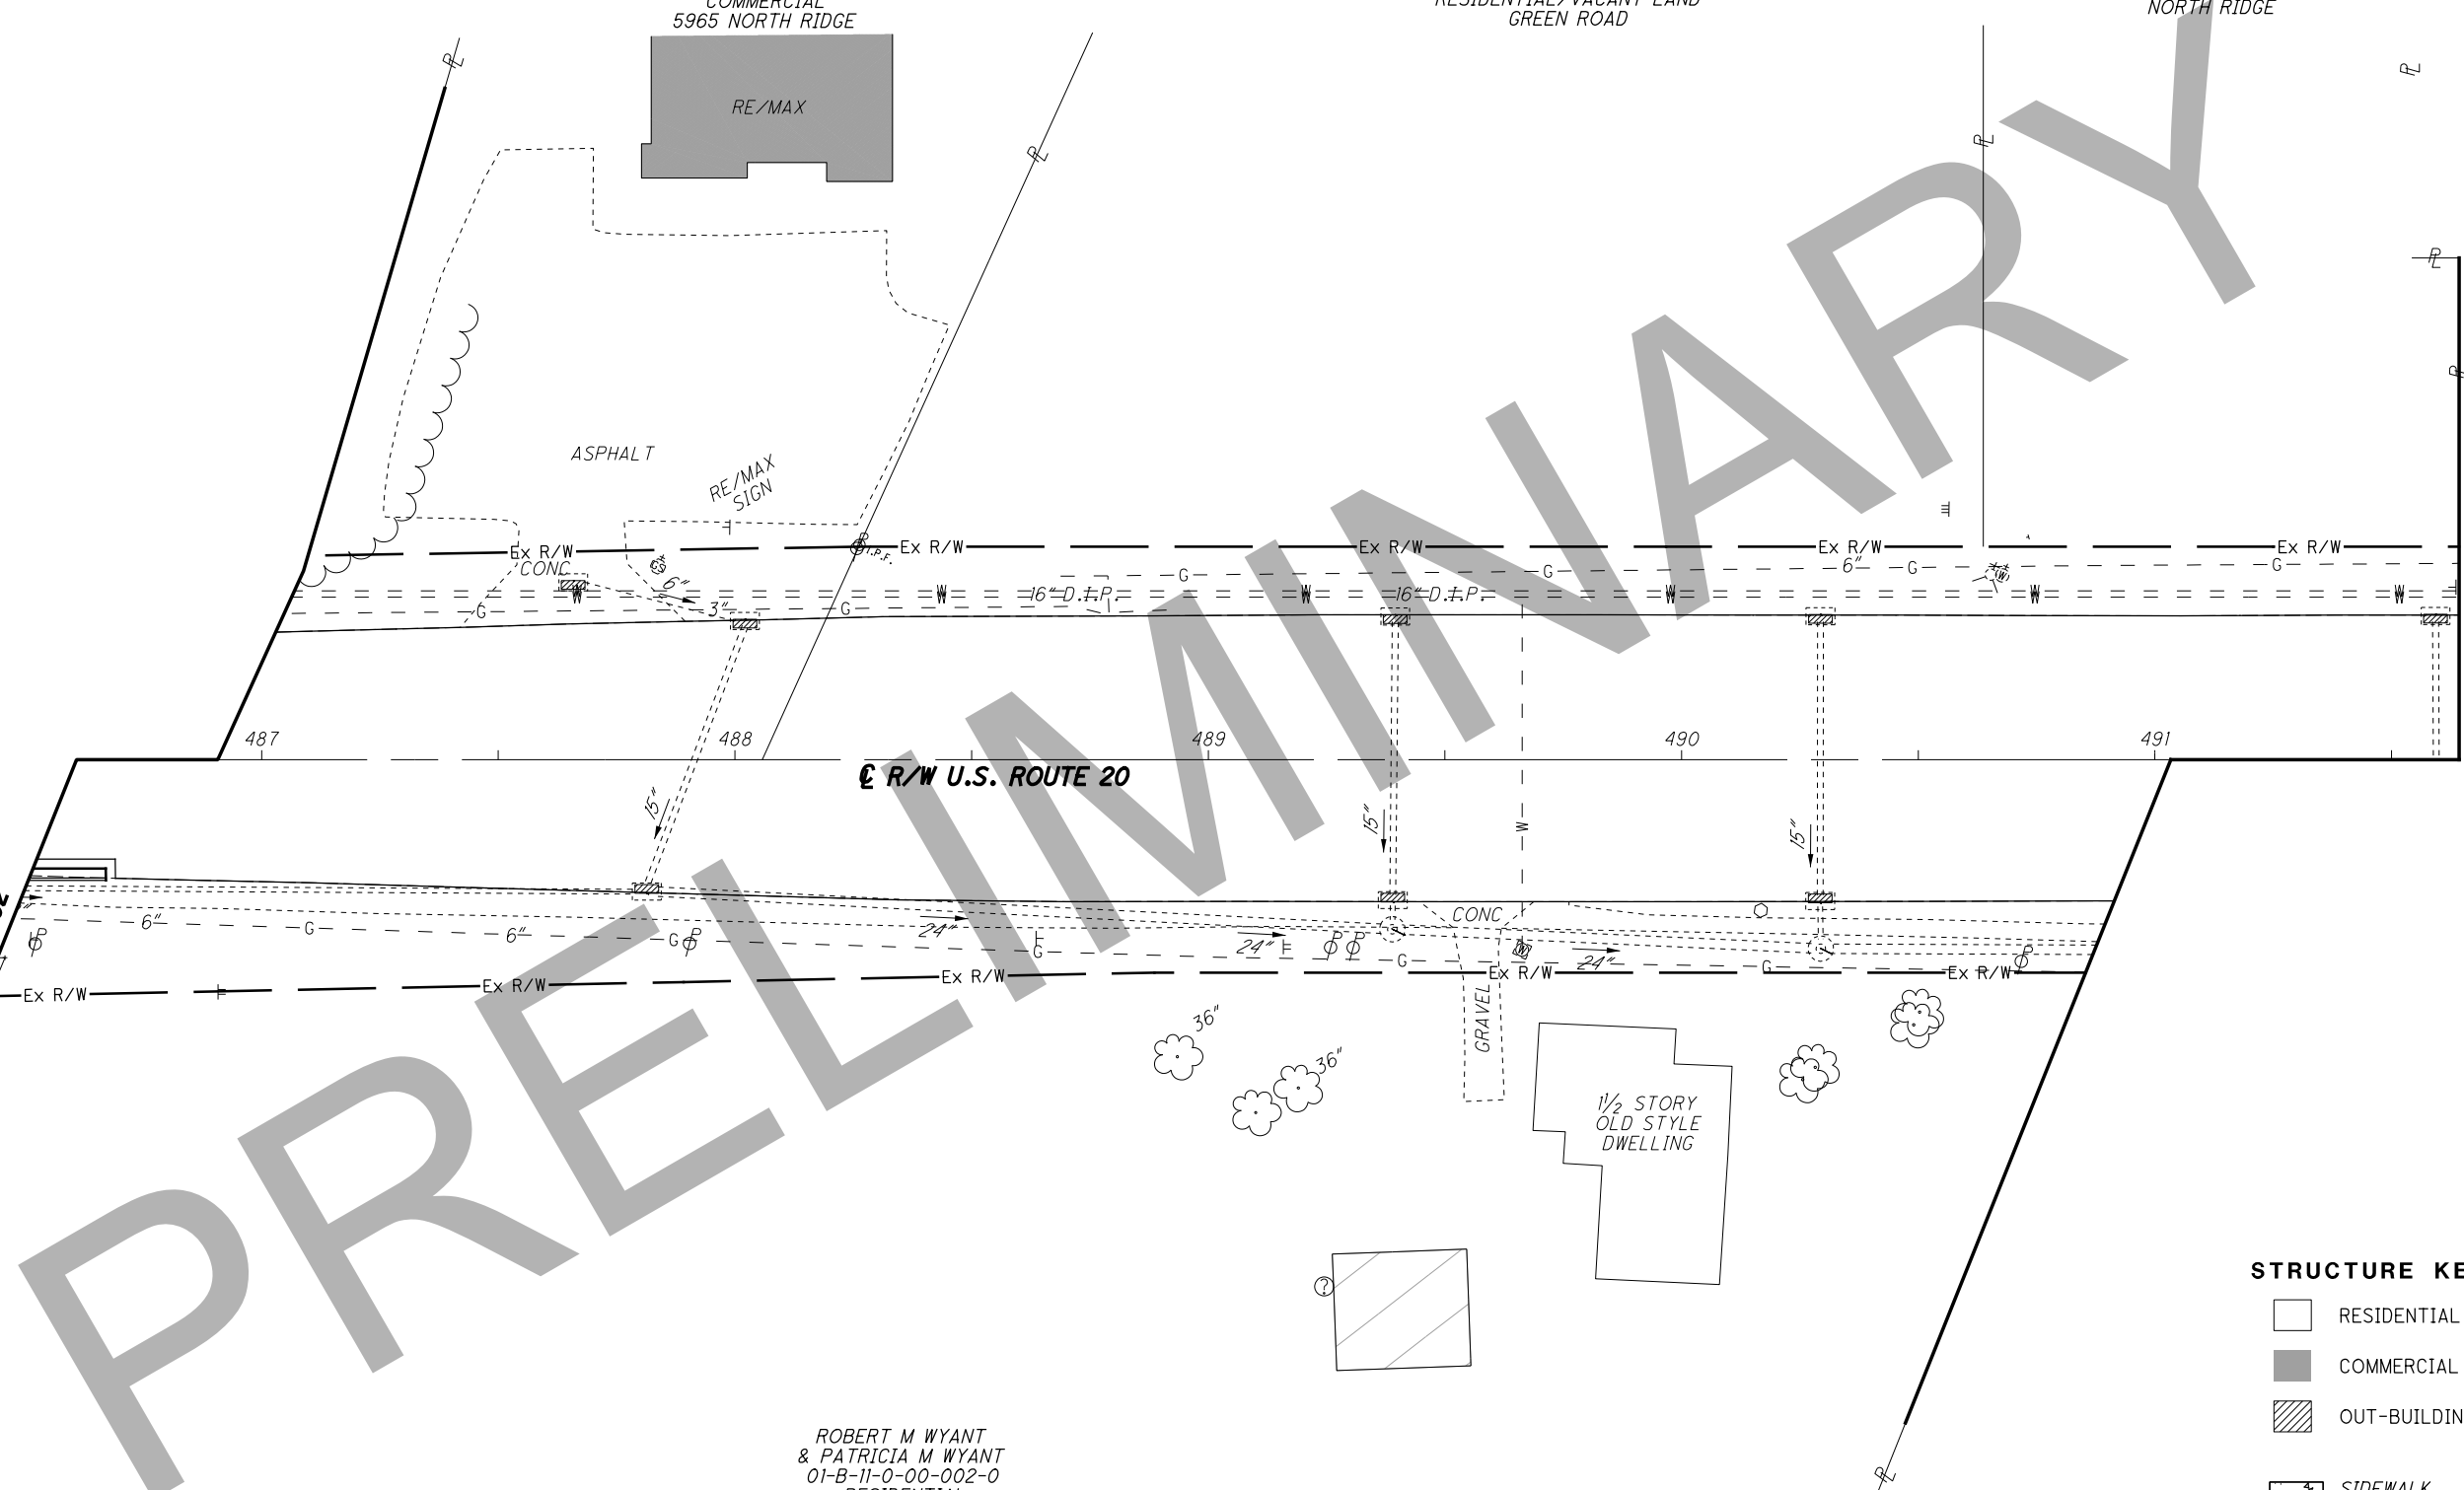 COMMERCIAL
5965 NORTH RIDGE
RESIDENTIAL/VACANT LAND
GREEN ROAD
NORTH RIDGE
RE/MAX
ASPHALT
RE/MAX
SIGN
I.P.F.
Ex R/W Ex R/W Ex R/W Ex R/W Ex R/W
CONC
GS
6"
G G G 6" G G
W W 16" D.I.P. W 16" D.I.P. W W W
G 3" G
487 488 489 490 491
℄ R/W U.S. ROUTE 20
15" 15" 15"
W
CONC
6" G 6" G 24" G 24" G 24" G
P P P P P
W
Ex R/W Ex R/W Ex R/W Ex R/W Ex R/W
GRAVEL
36"
36"
1½ STORY
OLD STYLE
DWELLING
?
PRELIMINARY
STRUCTURE KE
RESIDENTIAL
COMMERCIAL
OUT-BUILDIN
SIDEWALK
ROBERT M WYANT
& PATRICIA M WYANT
01-B-11-0-00-002-0
RESIDENTIAL